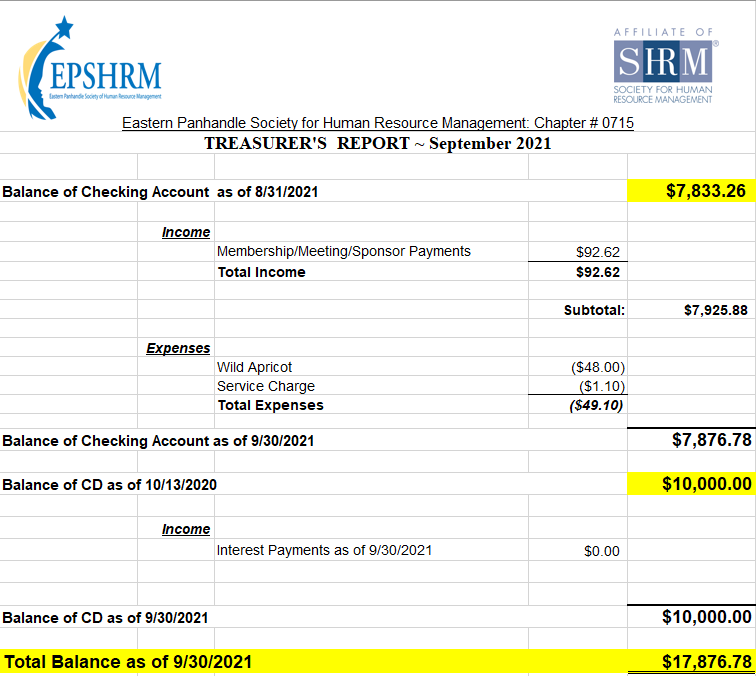 AFFILIATE OF
EPSHRM
Eastern Panhandle Society of Human Resource Management
SHRM®
SOCIETY FOR HUMAN
RESOURCE MANAGEMENT
Eastern Panhandle Society for Human Resource Management: Chapter # 0715
TREASURER'S REPORT ~ September 2021
Balance of Checking Account as of 8/31/2021 $7,833.26
Income
Membership/Meeting/Sponsor Payments $92.62
Total Income $92.62
Subtotal: $7,925.88
Expenses
Wild Apricot ($48.00)
Service Charge ($1.10)
Total Expenses ($49.10)
Balance of Checking Account as of 9/30/2021 $7,876.78
Balance of CD as of 10/13/2020 $10,000.00
Income
Interest Payments as of 9/30/2021 $0.00
Balance of CD as of 9/30/2021 $10,000.00
Total Balance as of 9/30/2021 $17,876.78